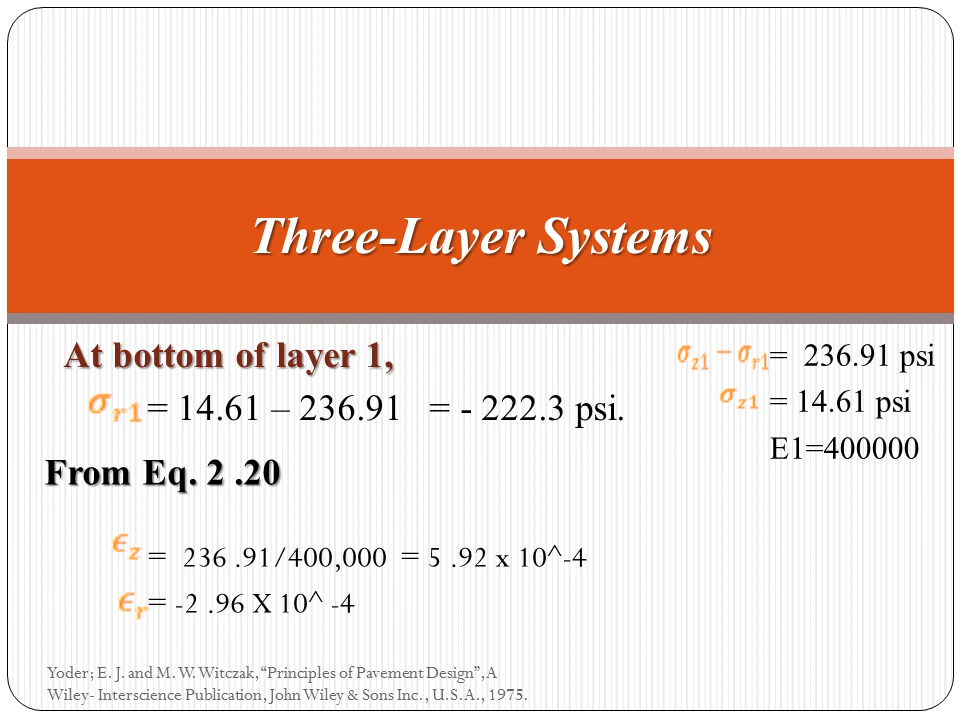 Three-Layer Systems
At bottom of layer 1,
σr1 = 14.61 – 236.91 = - 222.3 psi.
From Eq. 2 .20
ϵz = 236 .91/400,000 = 5 .92 x 10^-4
ϵr = -2 .96 X 10^ -4
σz1 − σr1 = 236.91 psi
σz1 = 14.61 psi
E1=400000
Yoder; E. J. and M. W. Witczak, “Principles of Pavement Design”, A
Wiley- Interscience Publication, John Wiley & Sons Inc., U.S.A., 1975.